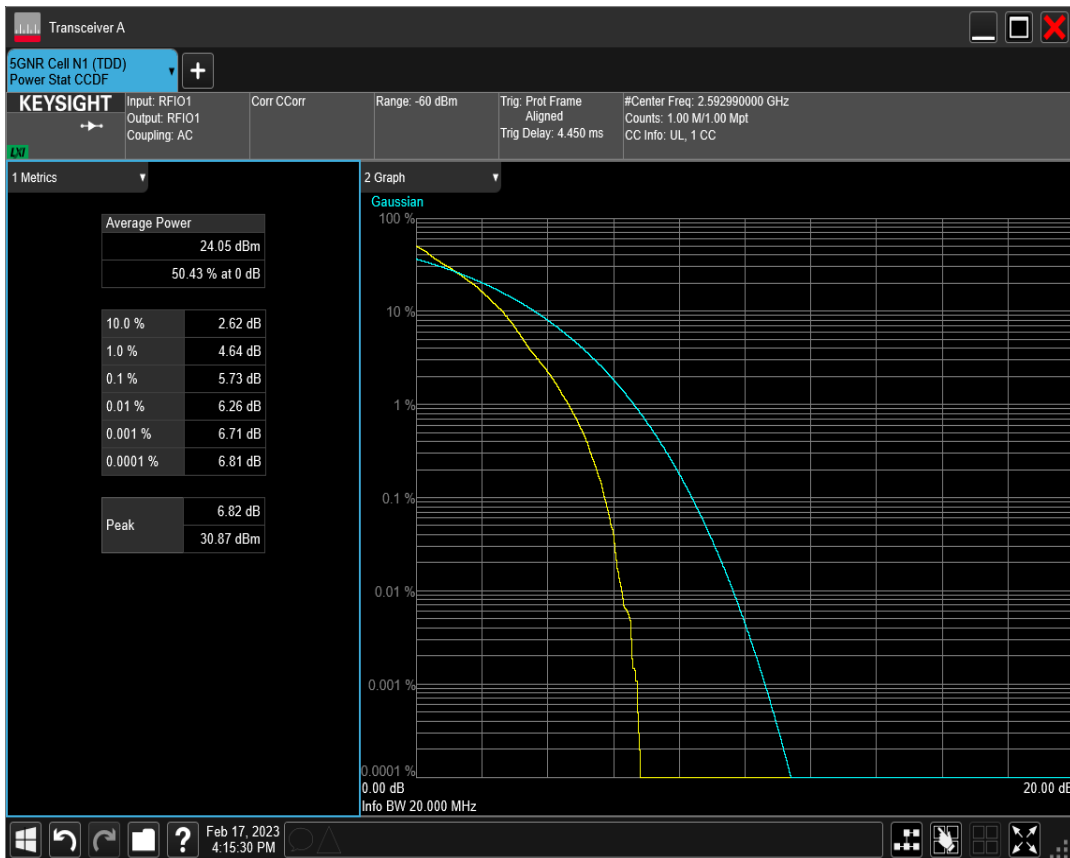 Transceiver A
5GNR Cell N1 (TDD)
Power Stat CCDF
KEYSIGHT
LXI
Input: RFIO1
Output: RFIO1
Coupling: AC
Corr CCorr
Range: -60 dBm
Trig: Prot Frame
Aligned
Trig Delay: 4.450 ms
#Center Freq: 2.592990000 GHz
Counts: 1.00 M/1.00 Mpt
CC Info: UL, 1 CC
1 Metrics
Average Power
24.05 dBm
50.43 % at 0 dB
10.0 % 2.62 dB
1.0 % 4.64 dB
0.1 % 5.73 dB
0.01 % 6.26 dB
0.001 % 6.71 dB
0.0001 % 6.81 dB
Peak
6.82 dB
30.87 dBm
2 Graph
Gaussian
100 %
10 %
1 %
0.1 %
0.01 %
0.001 %
0.0001 %
0.00 dB 20.00 dB
Info BW 20.000 MHz
?
Feb 17, 2023
4:15:30 PM